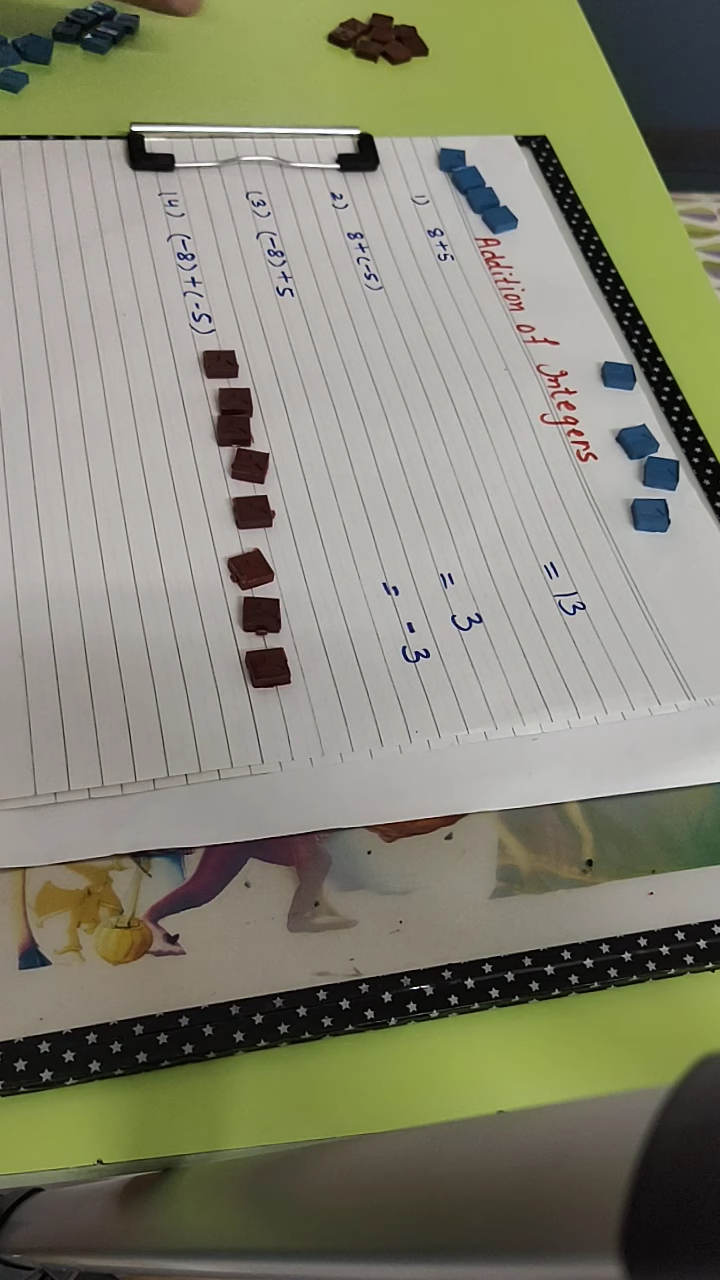 Addition of Integers
1) 8+5 = 13
2) 8+(-5) = 3
(3) (-8)+5 = -3
(4) (-8)+(-5)